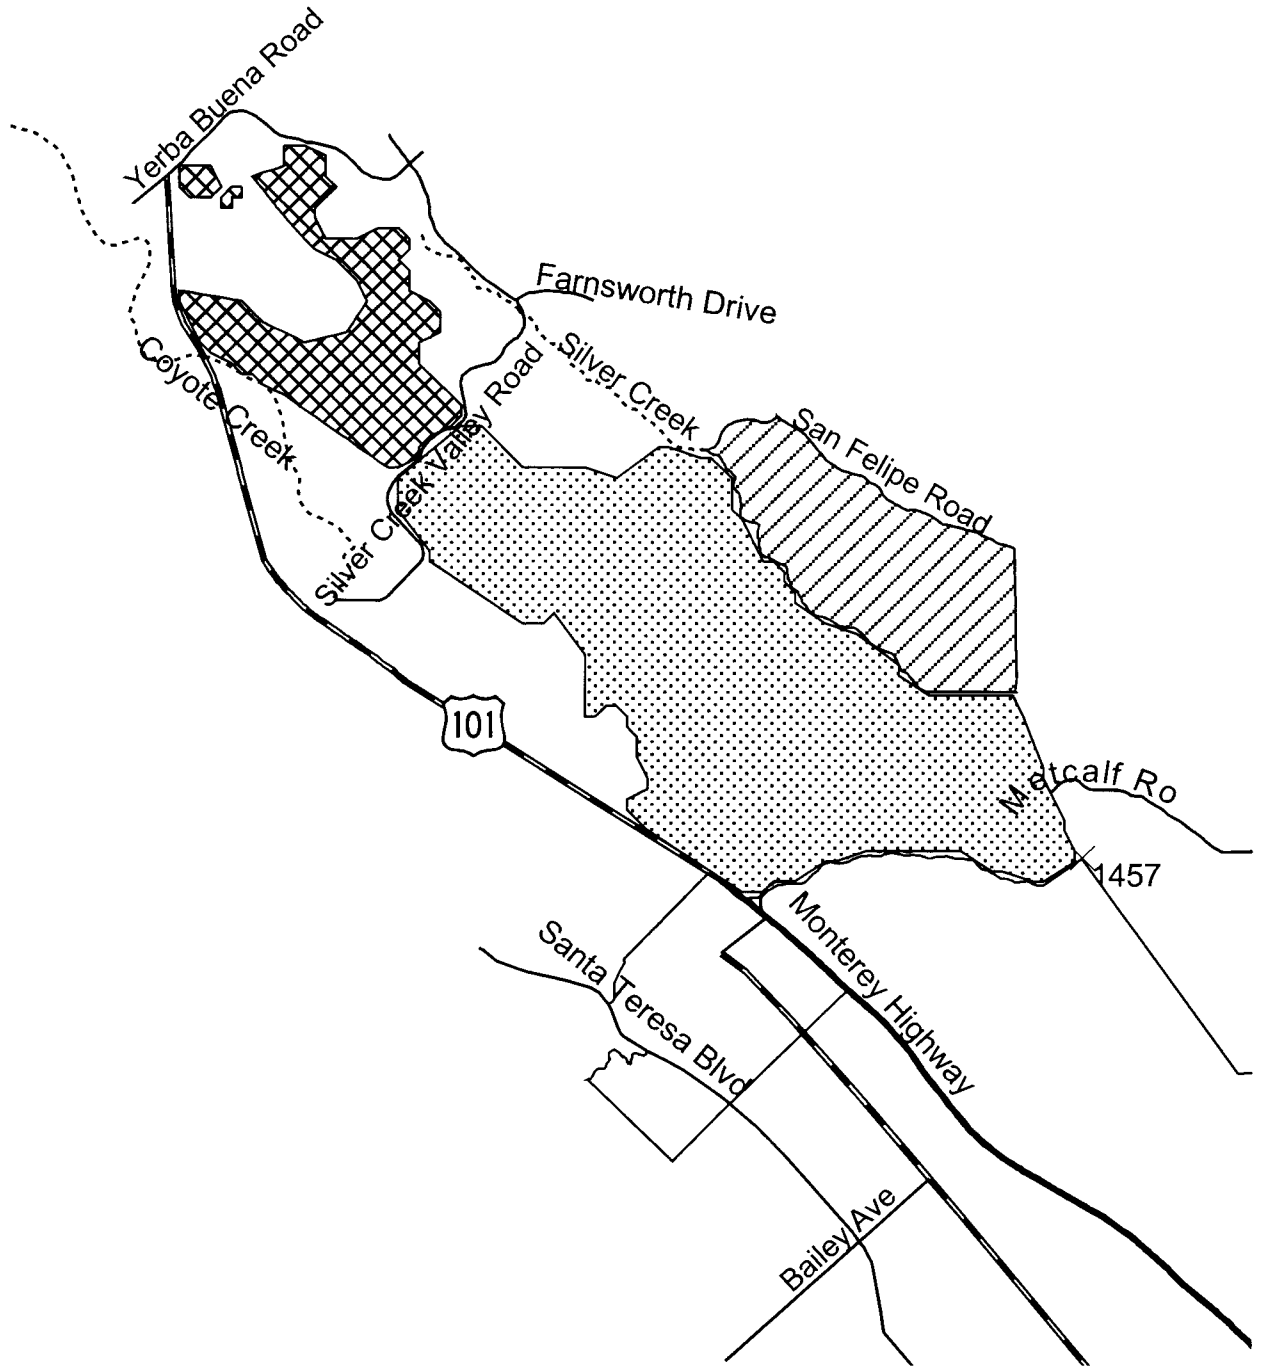 Yerba Buena Road
Farnsworth Drive
Coyote Creek
Silver Creek
Silver Creek Valley Road
San Felipe Road
101
Metcalf Ro
1457
Monterey Highway
Santa Teresa Blvd
Bailey Ave